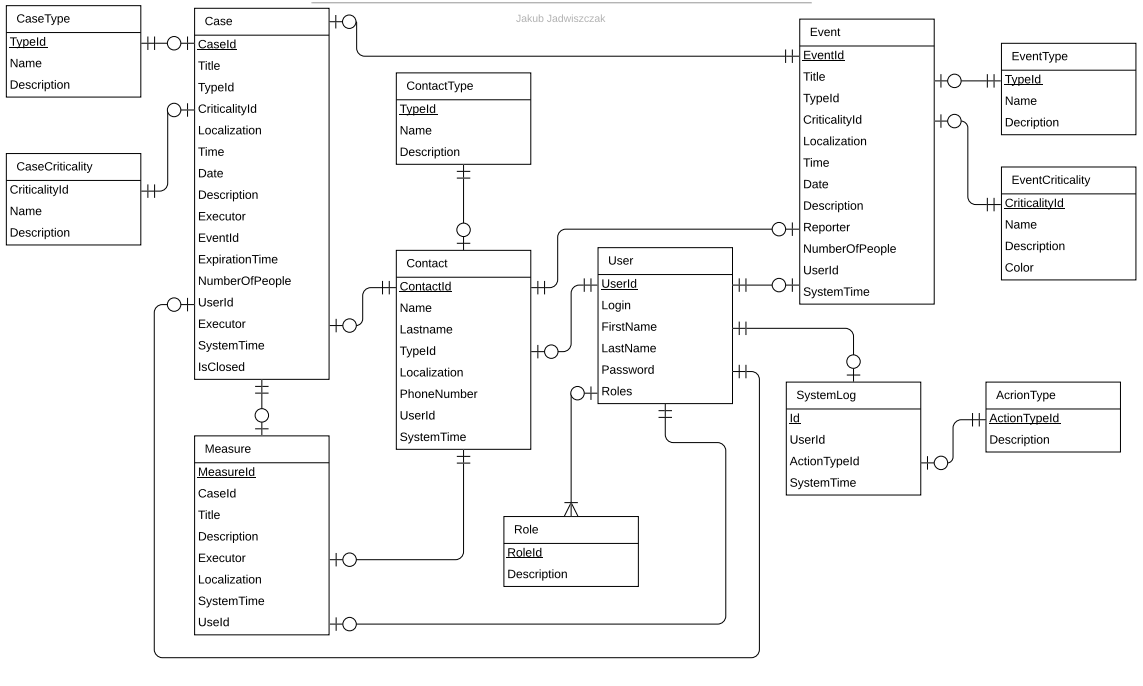 Jakub Jadwiszczak
CaseType
TypeId
Name
Description
CaseCriticality
CriticalityId
Name
Description
Case
CaseId
Title
TypeId
CriticalityId
Localization
Time
Date
Description
Executor
EventId
ExpirationTime
NumberOfPeople
UserId
Executor
SystemTime
IsClosed
Measure
MeasureId
CaseId
Title
Description
Executor
Localization
SystemTime
UseId
ContactType
TypeId
Name
Description
Contact
ContactId
Name
Lastname
TypeId
Localization
PhoneNumber
UserId
SystemTime
User
UserId
Login
FirstName
LastName
Password
Roles
Role
RoleId
Description
Event
EventId
Title
TypeId
CriticalityId
Localization
Time
Date
Description
Reporter
NumberOfPeople
UserId
SystemTime
SystemLog
Id
UserId
ActionTypeId
SystemTime
EventType
TypeId
Name
Decription
EventCriticality
CriticalityId
Name
Description
Color
AcrionType
ActionTypeId
Description